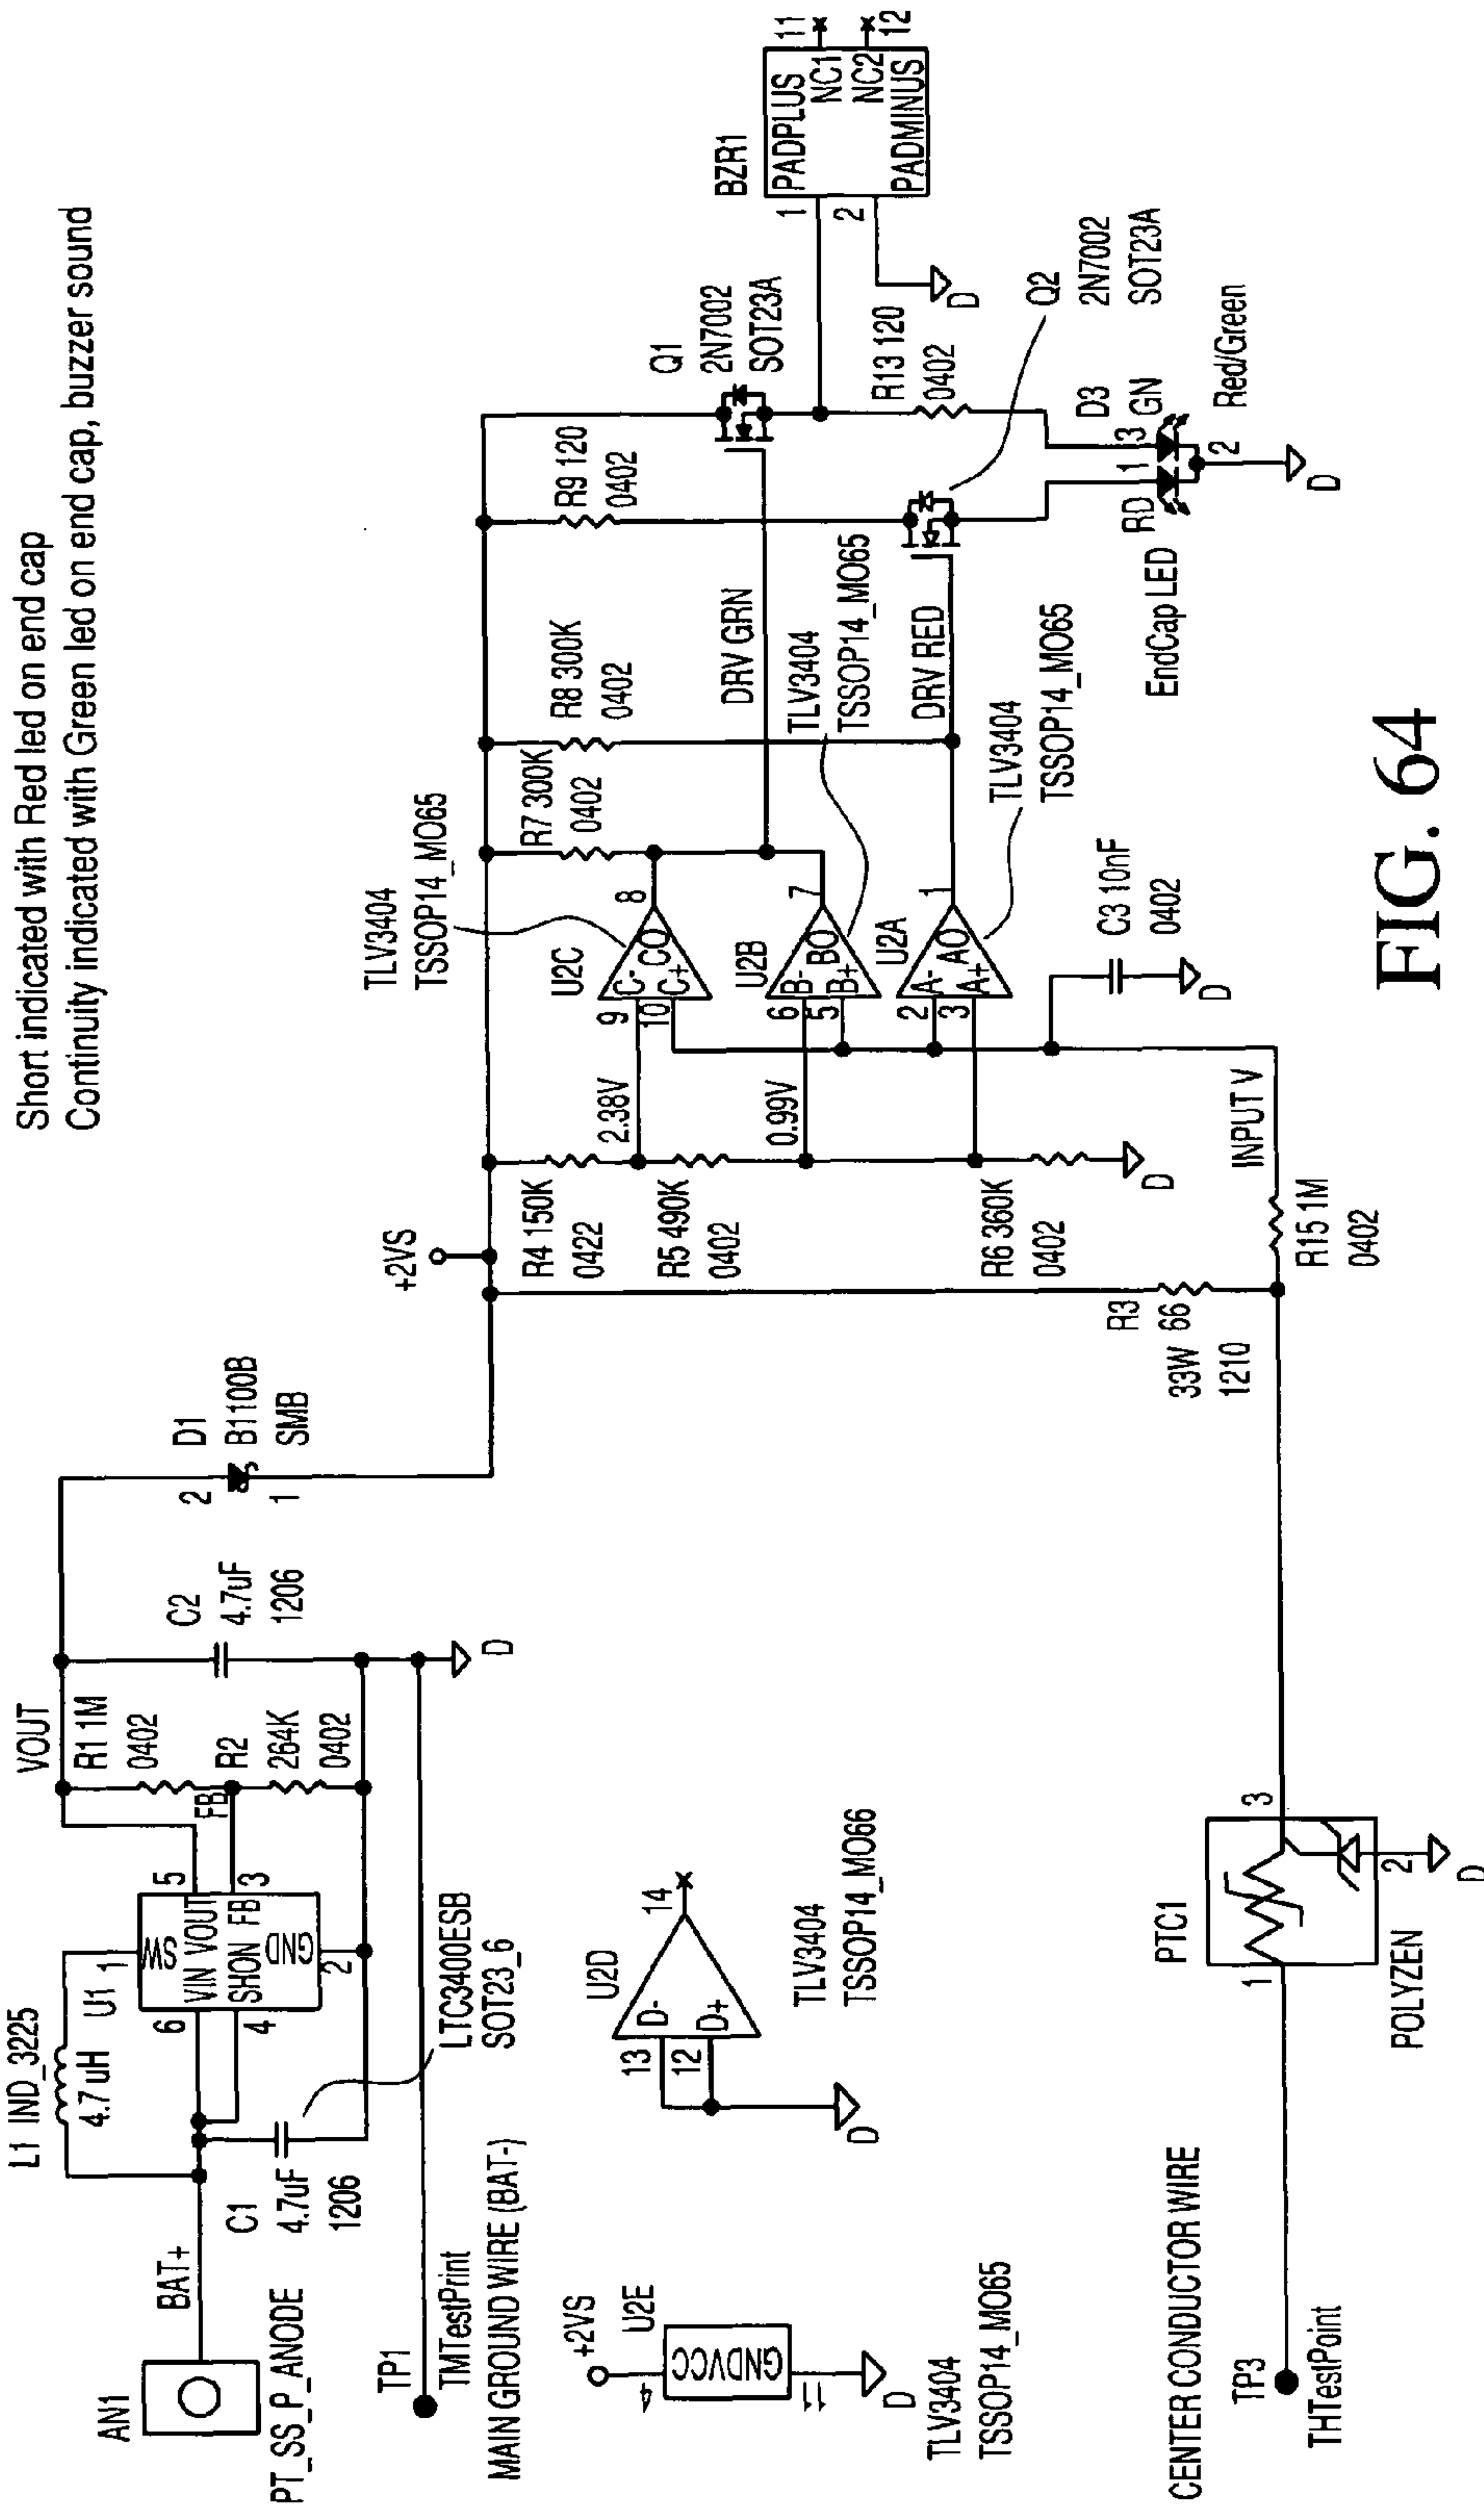 Short indicated with Red led on end cap
Continuity indicated with Green led on end cap, buzzer sound
L1 IND_3225
4.7 uH
U1
1
SW
VIN VOUT
SHON FB
GND
6
4
5
3
2
LTC3400ESB
SOT23_6
AN1
PT_SS_P_ANODE
BAT+
C1
4.7uF
1206
VOUT
R1 1M
0402
FB
R2
264K
0402
C2
4.7uF
1206
D
D1
B1100B
SMB
2
1
TP1
TMTestPrint
MAIN GROUND WIRE (BAT-)
+2VS
U2E
GNDVCC
4
11
D
TLV3404
TSSOP14_MO65
U2D
D-
D+
13
12
14
D
TLV3404
TSSOP14_MO66
CENTER CONDUCTOR WIRE
TP3
THTestPoint
PTC1
1
3
2
D
POLYZEN
+2VS
R4 150K
0422
R5 490K
0402
R6 360K
0402
D
2.38V
0.99V
R3
66
33W
1210
R15 1M
0402
INPUT V
TLV3404
TSSOP14_MO65
U2C
C-
C+
CO
9
10
8
U2B
B-
B+
BO
6
5
7
U2A
A-
A+
AO
2
3
1
C3 10nF
0402
D
R7 300K
0402
R8 300K
0402
DRV GRN
TLV3404
TSSOP14_MO65
DRV RED
TLV3404
TSSOP14_MO65
R9 120
0402
Q1
2N7002
SOT23A
R13 120
0402
Q2
2N7002
SOT23A
D3
GN
RD
1
3
2
EndCap LED
Red/Green
D
BZR1
PADPLUS
NC1
NC2
PADMINUS
1
2
11
12
D
FIG. 64